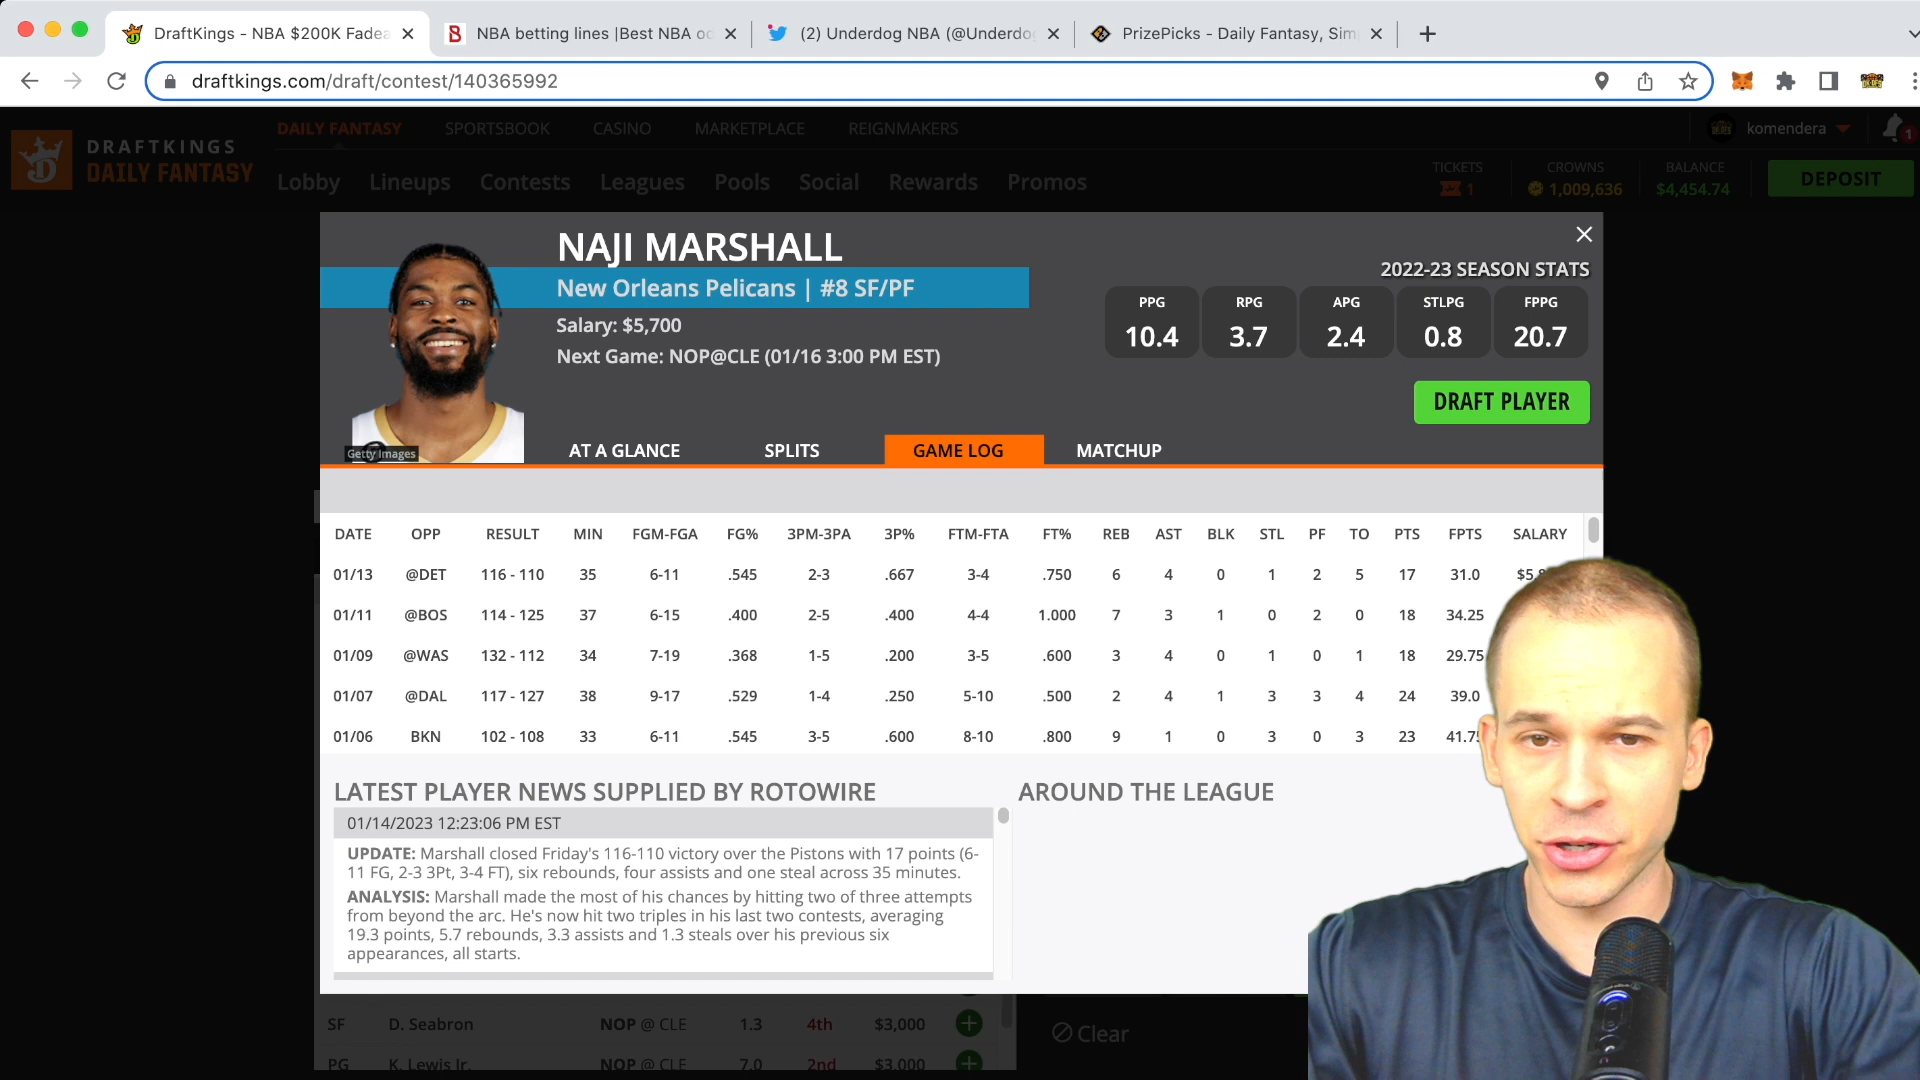 DraftKings - NBA $200K Fadea
NBA betting lines |Best NBA od
(2) Underdog NBA (@Underdo
PrizePicks - Daily Fantasy, Sim
draftkings.com/draft/contest/140365992
DRAFTKINGS
DAILY FANTASY
DAILY FANTASY
SPORTSBOOK
CASINO
MARKETPLACE
REIGNMAKERS
komendera
1
Lobby
Lineups
Contests
Leagues
Pools
Social
Rewards
Promos
TICKETS
1
CROWNS
1,009,636
BALANCE
$4,454.74
DEPOSIT
NAJI MARSHALL
New Orleans Pelicans | #8 SF/PF
Salary: $5,700
Next Game: NOP@CLE (01/16 3:00 PM EST)
Getty Images
2022-23 SEASON STATS
PPG RPG APG STLPG FPPG
10.4 3.7 2.4 0.8 20.7
DRAFT PLAYER
AT A GLANCE SPLITS GAME LOG MATCHUP
DATE OPP RESULT MIN FGM-FGA FG% 3PM-3PA 3P% FTM-FTA FT% REB AST BLK STL PF TO PTS FPTS SALARY
01/13 @DET 116 - 110 35 6-11 .545 2-3 .667 3-4 .750 6 4 0 1 2 5 17 31.0
01/11 @BOS 114 - 125 37 6-15 .400 2-5 .400 4-4 1.000 7 3 1 0 2 0 18 34.25
01/09 @WAS 132 - 112 34 7-19 .368 1-5 .200 3-5 .600 3 4 0 1 0 1 18 29.75
01/07 @DAL 117 - 127 38 9-17 .529 1-4 .250 5-10 .500 2 4 1 3 3 4 24 39.0
01/06 BKN 102 - 108 33 6-11 .545 3-5 .600 8-10 .800 9 1 0 3 0 3 23 41.75
LATEST PLAYER NEWS SUPPLIED BY ROTOWIRE
01/14/2023 12:23:06 PM EST
UPDATE: Marshall closed Friday's 116-110 victory over the Pistons with 17 points (6-
11 FG, 2-3 3Pt, 3-4 FT), six rebounds, four assists and one steal across 35 minutes.
ANALYSIS: Marshall made the most of his chances by hitting two of three attempts
from beyond the arc. He's now hit two triples in his last two contests, averaging
19.3 points, 5.7 rebounds, 3.3 assists and 1.3 steals over his previous six
appearances, all starts.
AROUND THE LEAGUE
SF D. Seabron NOP @ CLE 1.3 4th $3,000
PG K. Lewis Jr. NOP @ CLE 7.0 2nd $3,000
Clear